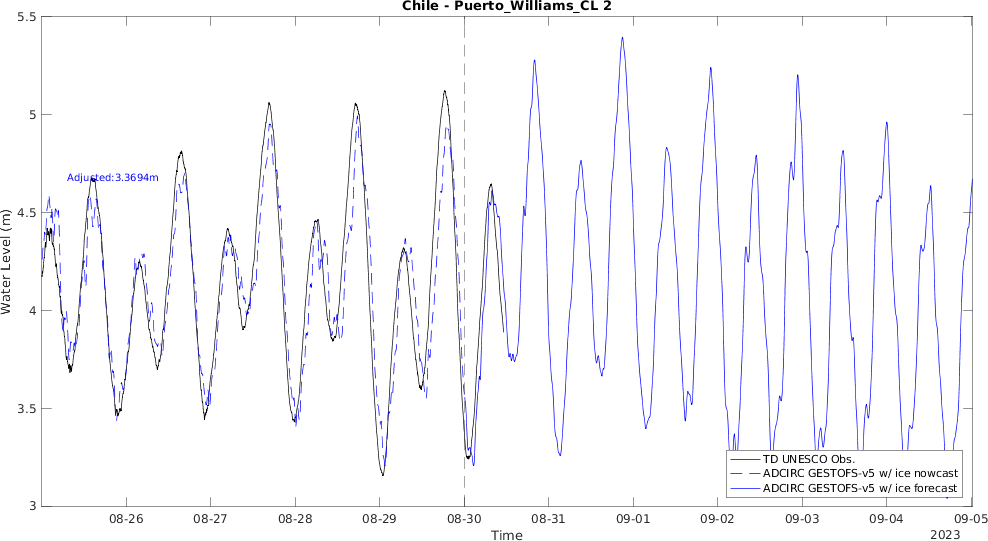 Chile - Puerto_Williams_CL 2
5.5
5
4.5
4
3.5
3
Water Level (m)
Adjusted:3.3694m
TD UNESCO Obs.
ADCIRC GESTOFS-v5 w/ ice nowcast
ADCIRC GESTOFS-v5 w/ ice forecast
08-26 08-27 08-28 08-29 08-30 08-31 09-01 09-02 09-03 09-04 09-05
Time
2023